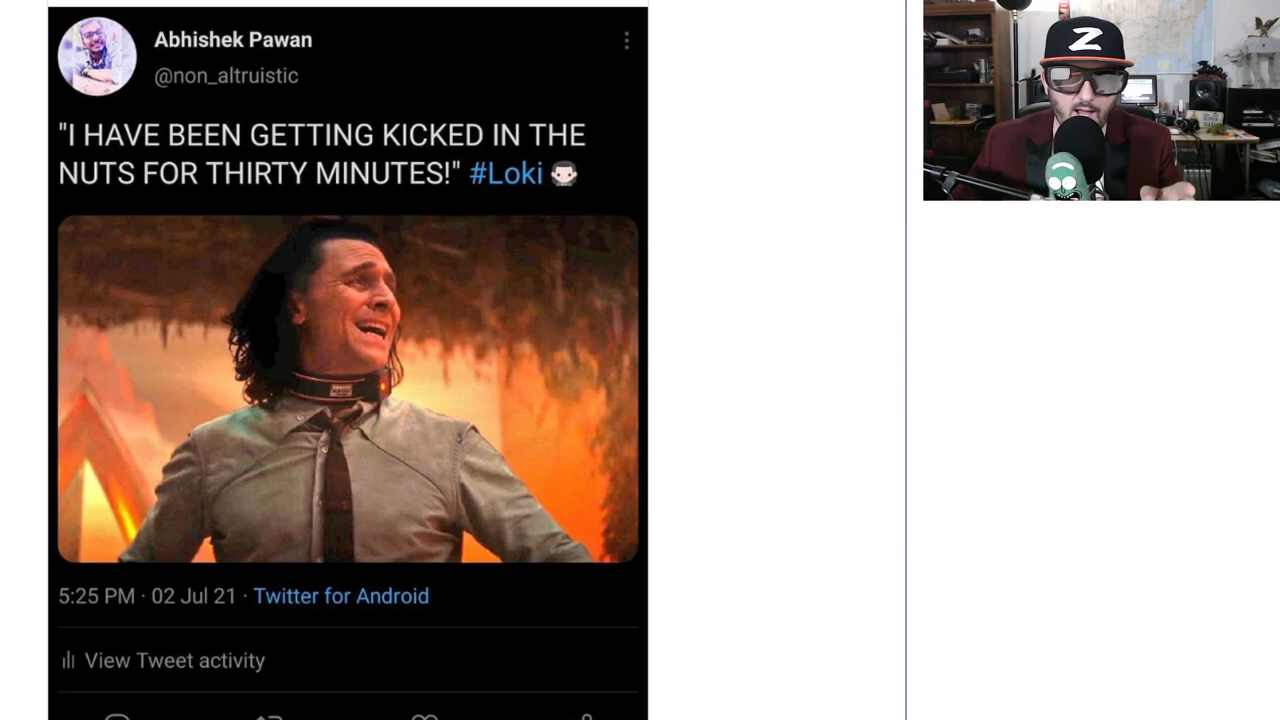 Abhishek Pawan
@non_altruistic
"I HAVE BEEN GETTING KICKED IN THE
NUTS FOR THIRTY MINUTES!" #Loki
5:25 PM · 02 Jul 21 · Twitter for Android
View Tweet activity
Z